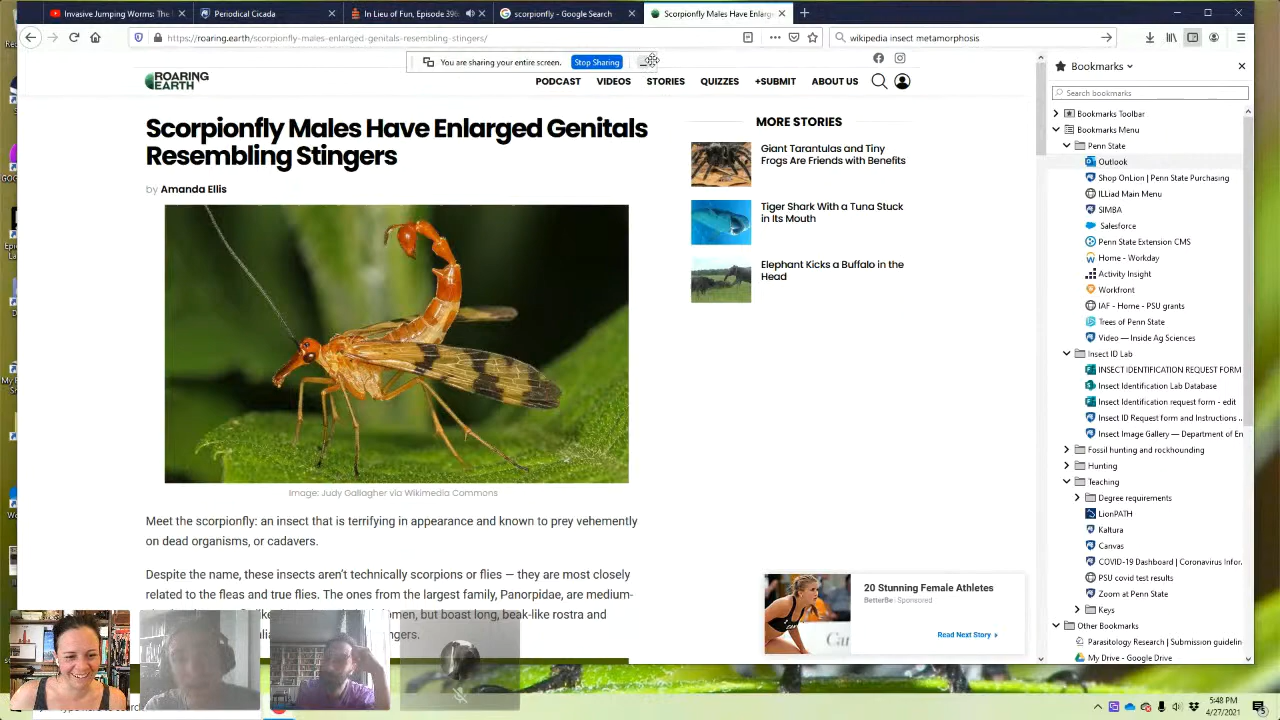 Invasive Jumping Worms: The
Periodical Cicada
In Lieu of Fun, Episode 396:
scorpionfly - Google Search
Scorpionfly Males Have Enlarg
https://roaring.earth/scorpionfly-males-enlarged-genitals-resembling-stingers/
wikipedia insect metamorphosis
You are sharing your entire screen.
Stop Sharing
ROARING
EARTH
PODCAST
VIDEOS
STORIES
QUIZZES
+SUBMIT
ABOUT US
Scorpionfly Males Have Enlarged Genitals
Resembling Stingers
by Amanda Ellis
Image: Judy Gallagher via Wikimedia Commons
Meet the scorpionfly: an insect that is terrifying in appearance and known to prey vehemently
on dead organisms, or cadavers.
Despite the name, these insects aren't technically scorpions or flies — they are most closely
related to the fleas and true flies. The ones from the largest family, Panorpidae, are medium-
but boast long, beak-like rostra and
MORE STORIES
Giant Tarantulas and Tiny
Frogs Are Friends with Benefits
Tiger Shark With a Tuna Stuck
in Its Mouth
Elephant Kicks a Buffalo in the
Head
20 Stunning Female Athletes
BetterBe | Sponsored
Read Next Story
Bookmarks
Search bookmarks
Bookmarks Toolbar
Bookmarks Menu
Penn State
Outlook
Shop OnLion | Penn State Purchasing
ILLiad Main Menu
SIMBA
Salesforce
Penn State Extension CMS
Home - Workday
Activity Insight
Workfront
IAF - Home - PSU grants
Trees of Penn State
Video — Inside Ag Sciences
Insect ID Lab
INSECT IDENTIFICATION REQUEST FORM
Insect Identification Lab Database
Insect Identification request form - edit
Insect ID Request form and Instructions ..
Insect Image Gallery — Department of En
Fossil hunting and rockhounding
Hunting
Teaching
Degree requirements
LionPATH
Kaltura
Canvas
COVID-19 Dashboard | Coronavirus Infor.
PSU covid test results
Zoom at Penn State
Keys
Other Bookmarks
Parasitology Research | Submission guidelin
My Drive - Google Drive
5:48 PM
4/27/2021